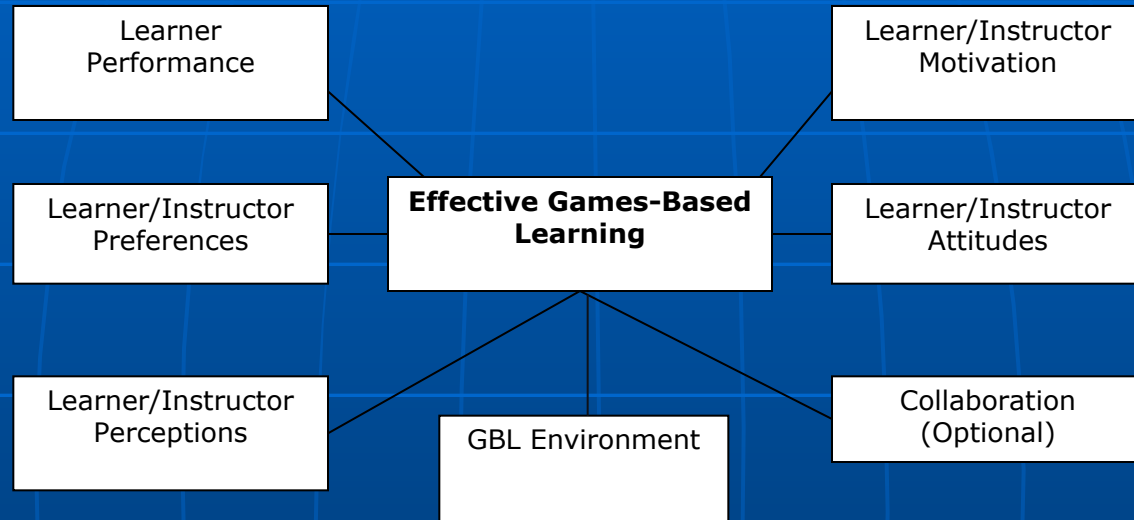 Learner
Performance
Learner/Instructor
Motivation
Effective Games-Based
Learning
Learner/Instructor
Preferences
Learner/Instructor
Attitudes
Learner/Instructor
Perceptions
GBL Environment
Collaboration
(Optional)